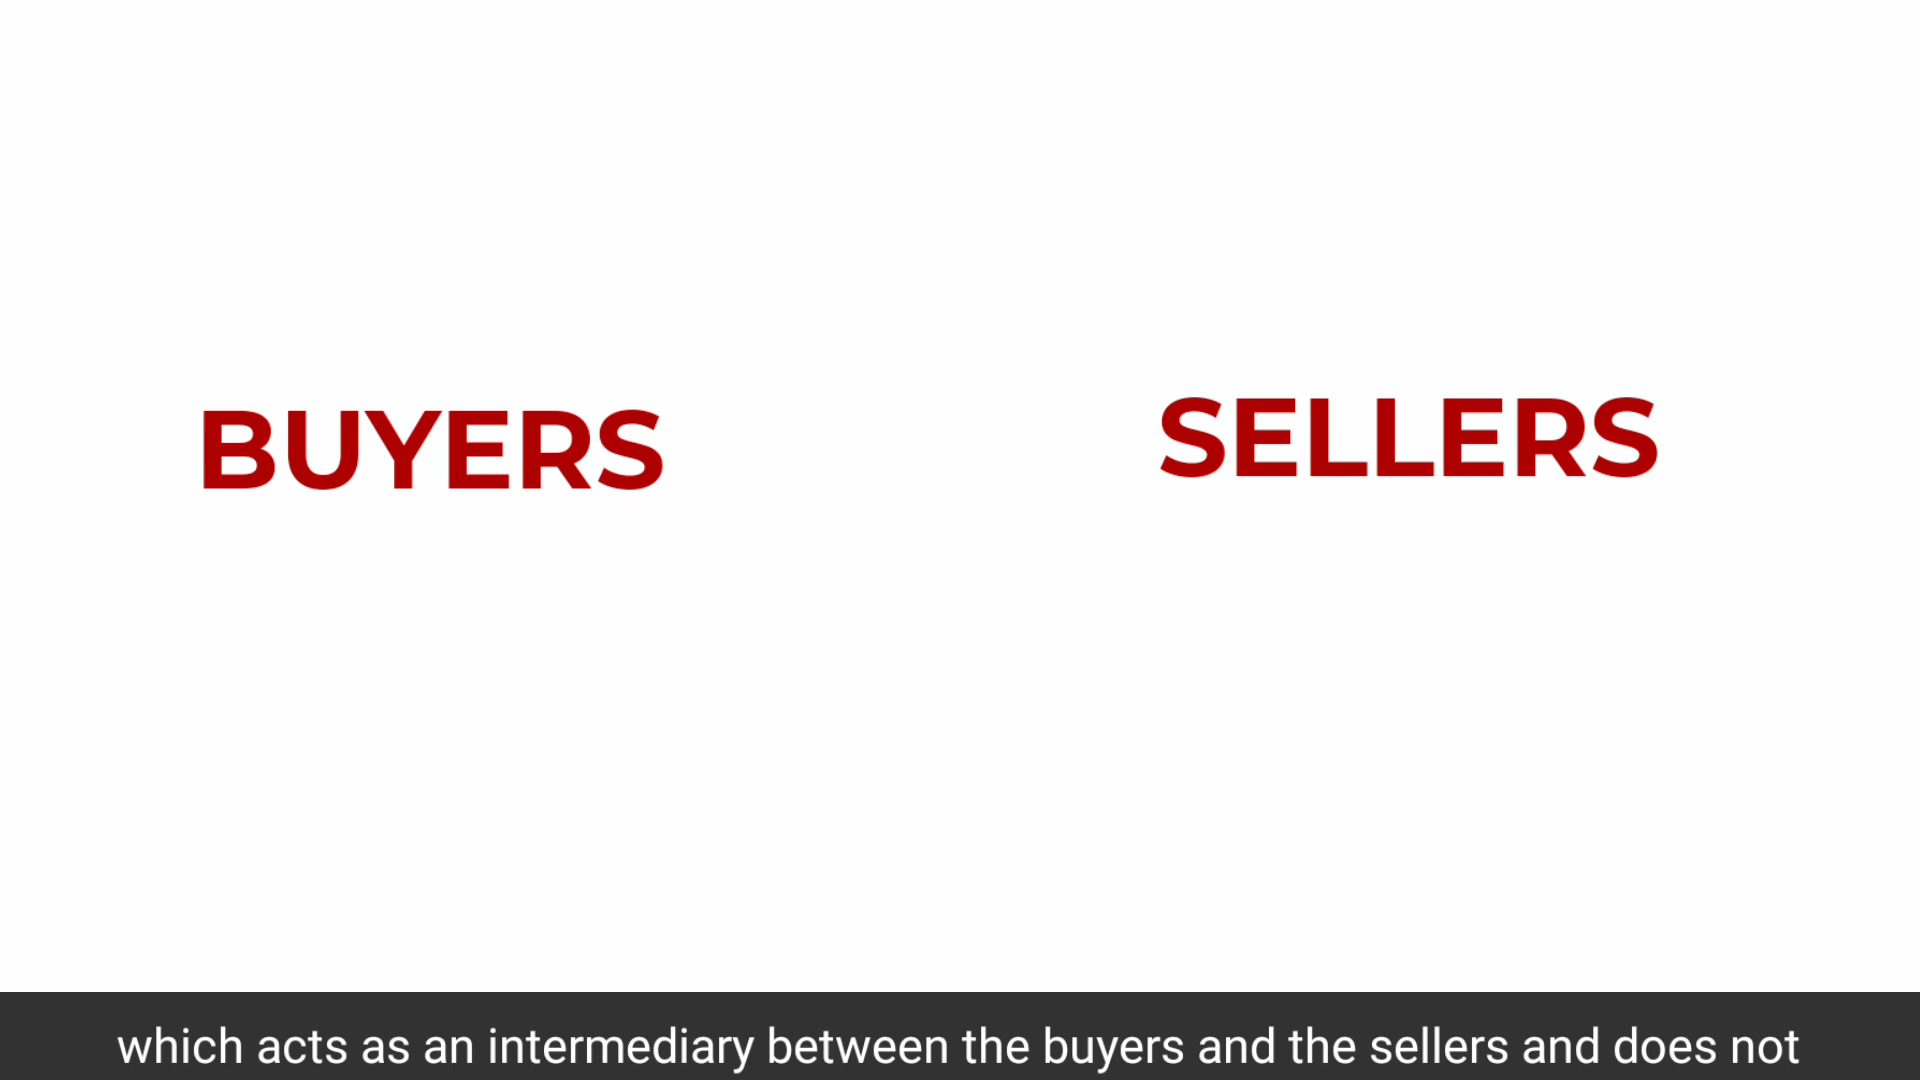 BUYERS
SELLERS
which acts as an intermediary between the buyers and the sellers and does not